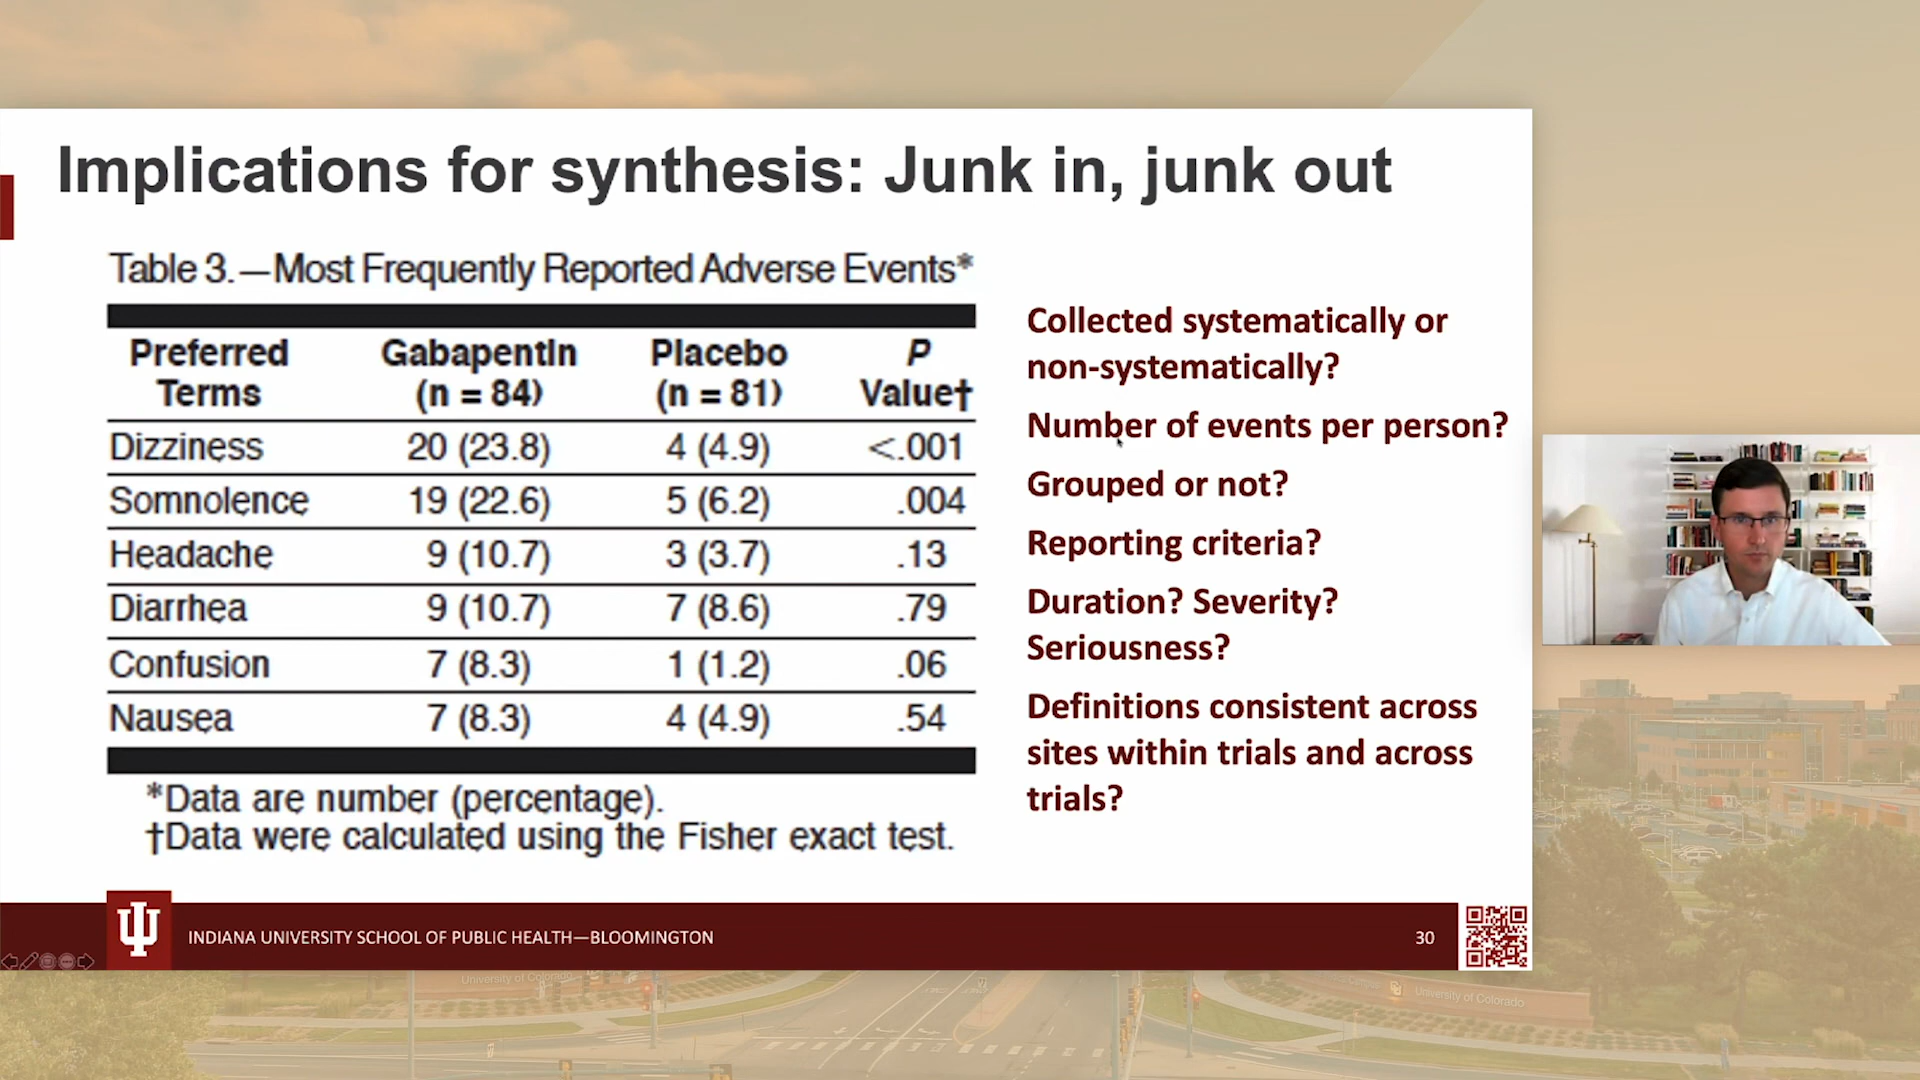 Implications for synthesis: Junk in, junk out
Table 3.—Most Frequently Reported Adverse Events*
Preferred Terms Gabapentin (n = 84) Placebo (n = 81) P Value†
Dizziness 20 (23.8) 4 (4.9) <.001
Somnolence 19 (22.6) 5 (6.2) .004
Headache 9 (10.7) 3 (3.7) .13
Diarrhea 9 (10.7) 7 (8.6) .79
Confusion 7 (8.3) 1 (1.2) .06
Nausea 7 (8.3) 4 (4.9) .54
*Data are number (percentage).
†Data were calculated using the Fisher exact test.
Collected systematically or
non-systematically?
Number of events per person?
Grouped or not?
Reporting criteria?
Duration? Severity?
Seriousness?
Definitions consistent across
sites within trials and across
trials?
INDIANA UNIVERSITY SCHOOL OF PUBLIC HEALTH—BLOOMINGTON
30
University of Colorado
University of Colorado